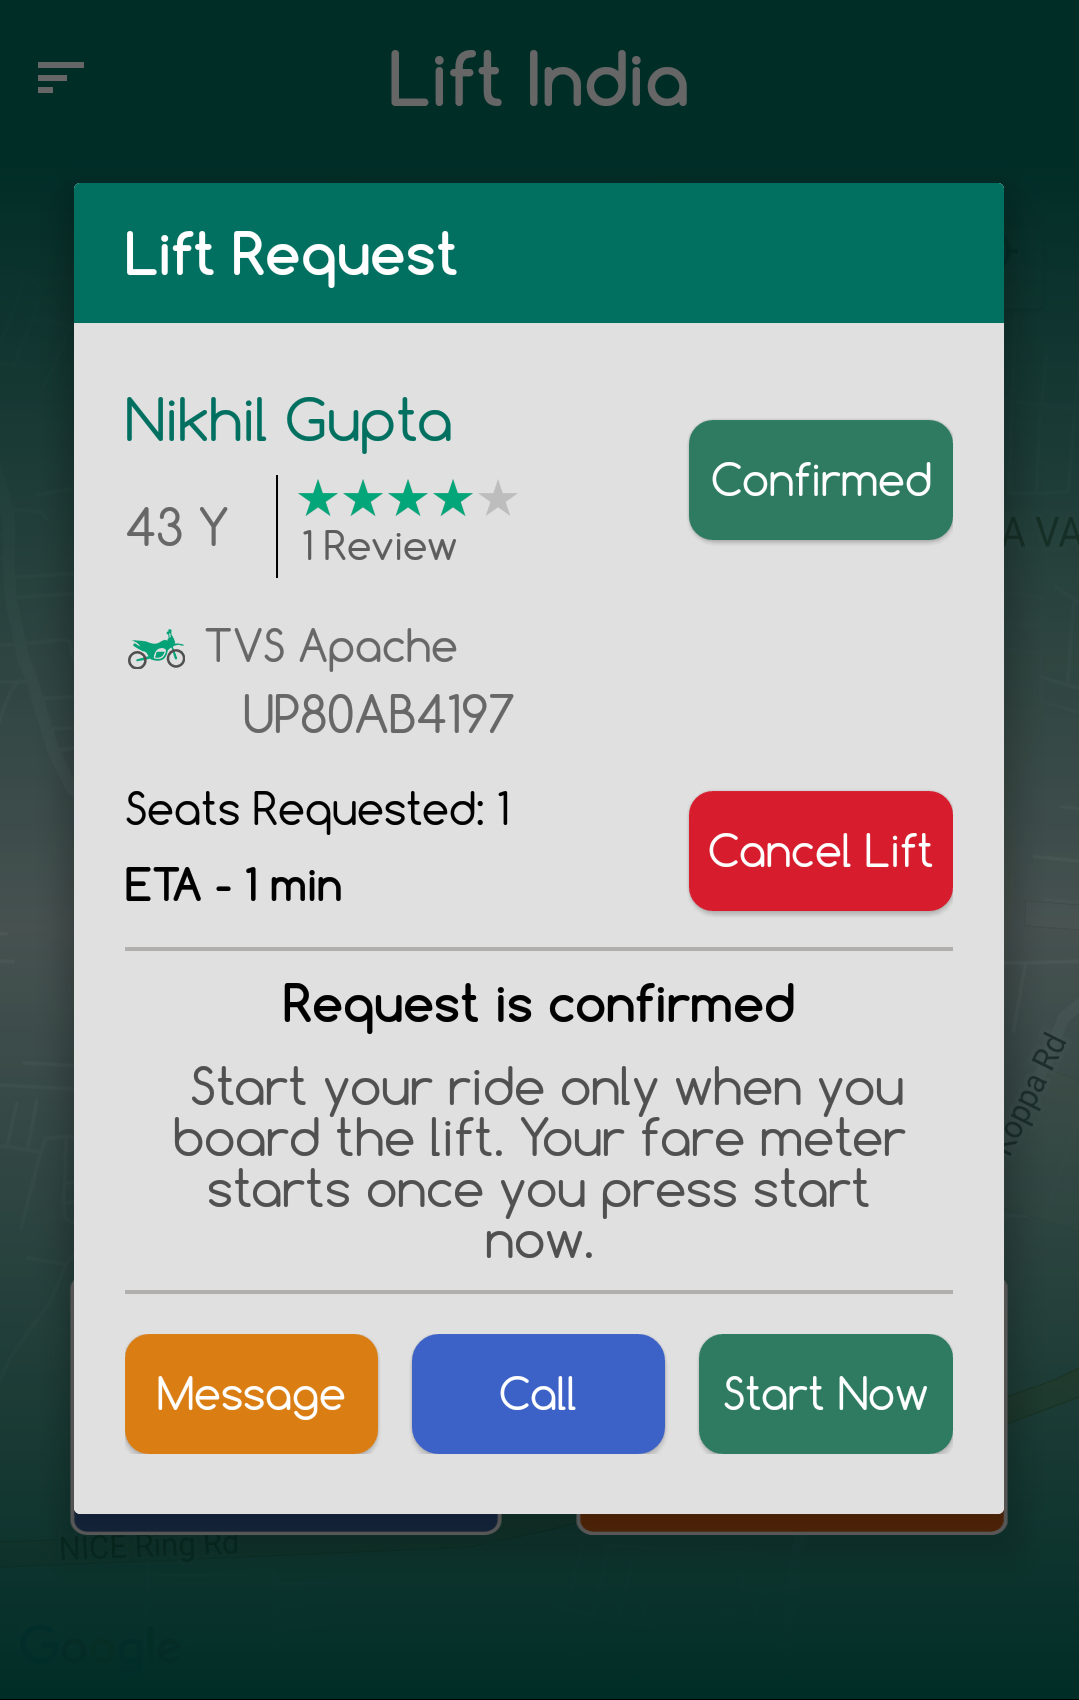 Lift India
Lift Request
Nikhil Gupta
Confirmed
43 Y
1 Review
TVS Apache
UP80AB4197
Seats Requested: 1
Cancel Lift
ETA - 1 min
Request is confirmed
Start your ride only when you
board the lift. Your fare meter
starts once you press start
now.
Message
Call
Start Now
A VA
Koppa Rd
NICE Ring Rd
Google